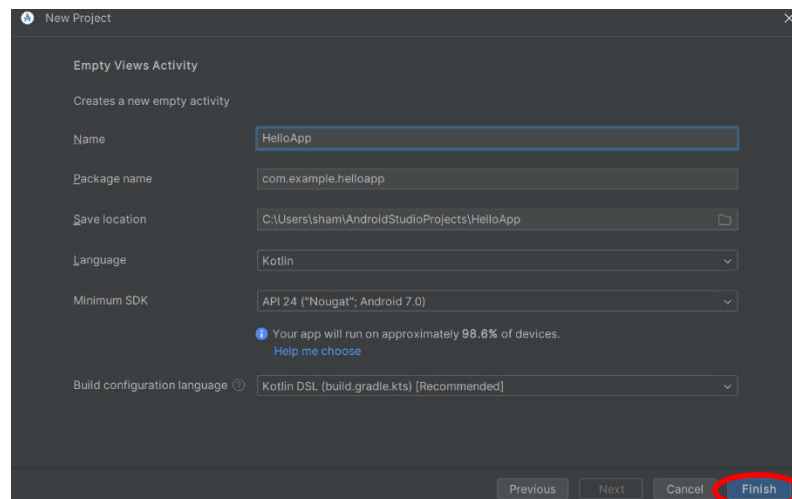 New Project
Empty Views Activity
Creates a new empty activity
Name HelloApp
Package name com.example.helloapp
Save location C:\Users\sham\AndroidStudioProjects\HelloApp
Language Kotlin
Minimum SDK API 24 ("Nougat"; Android 7.0)
Your app will run on approximately 98.6% of devices.
Help me choose
Build configuration language Kotlin DSL (build.gradle.kts) [Recommended]
Previous Next Cancel Finish